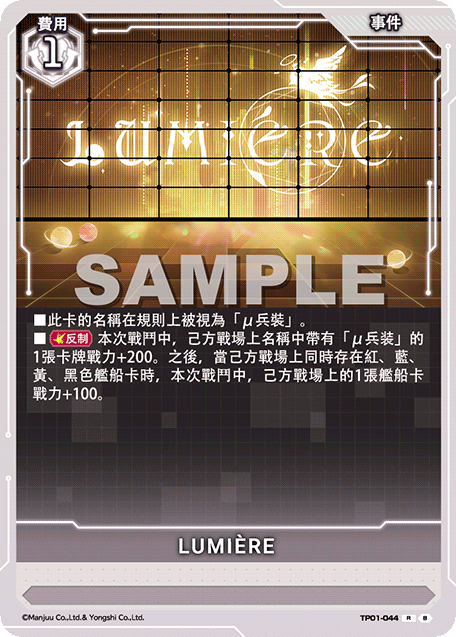 費用
事件
1
LUMIÈRE
SAMPLE
■此卡的名稱在規則上被視為「μ兵裝」。
■反制 本次戰鬥中，己方戰場上名稱中帶有「μ兵装」的
1張卡牌戰力+200。之後，當己方戰場上同時存在紅、藍、
黃、黑色艦船卡時，本次戰鬥中，己方戰場上的1張艦船卡
戰力+100。
LUMIÈRE
©Manjuu Co.,Ltd.& Yongshi Co.,Ltd.
TP01-044 R B